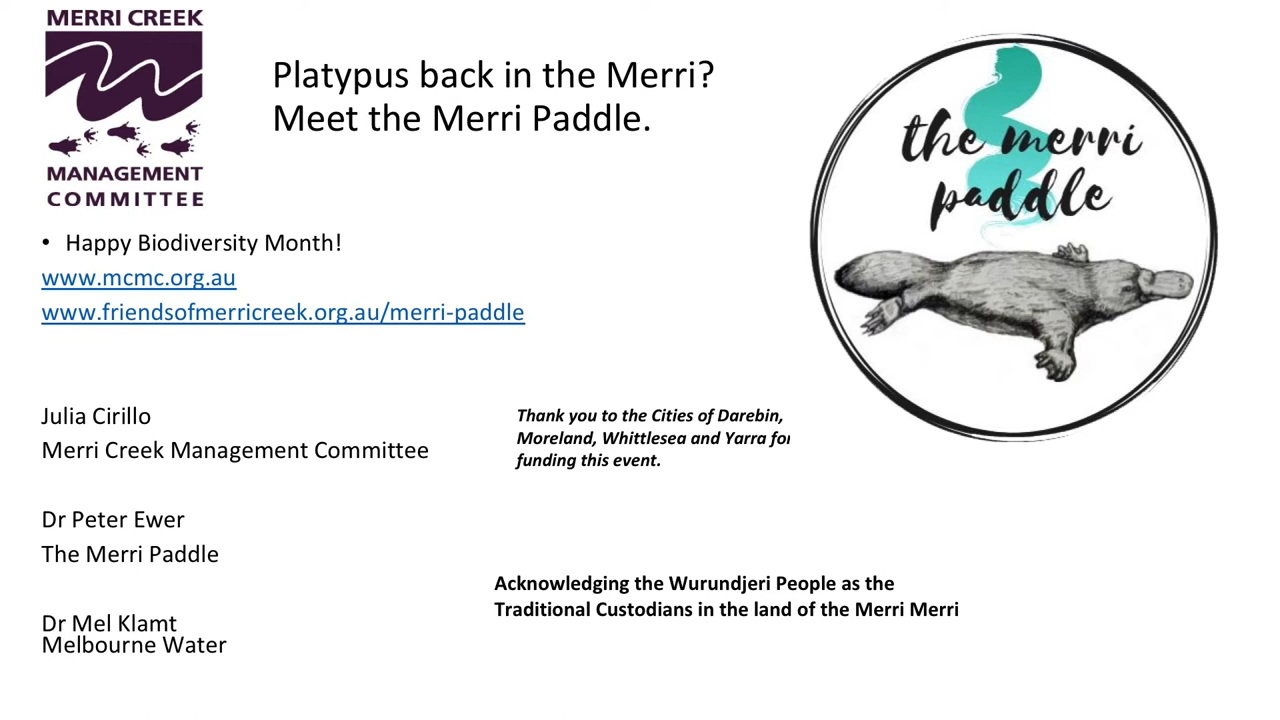 MERRI CREEK
MANAGEMENT
COMMITTEE
Platypus back in the Merri?
Meet the Merri Paddle.
the merri
paddle
• Happy Biodiversity Month!
www.mcmc.org.au
www.friendsofmerricreek.org.au/merri-paddle
Julia Cirillo
Merri Creek Management Committee
Thank you to the Cities of Darebin,
Moreland, Whittlesea and Yarra for
funding this event.
Dr Peter Ewer
The Merri Paddle
Acknowledging the Wurundjeri People as the
Traditional Custodians in the land of the Merri Merri
Dr Mel Klamt
Melbourne Water